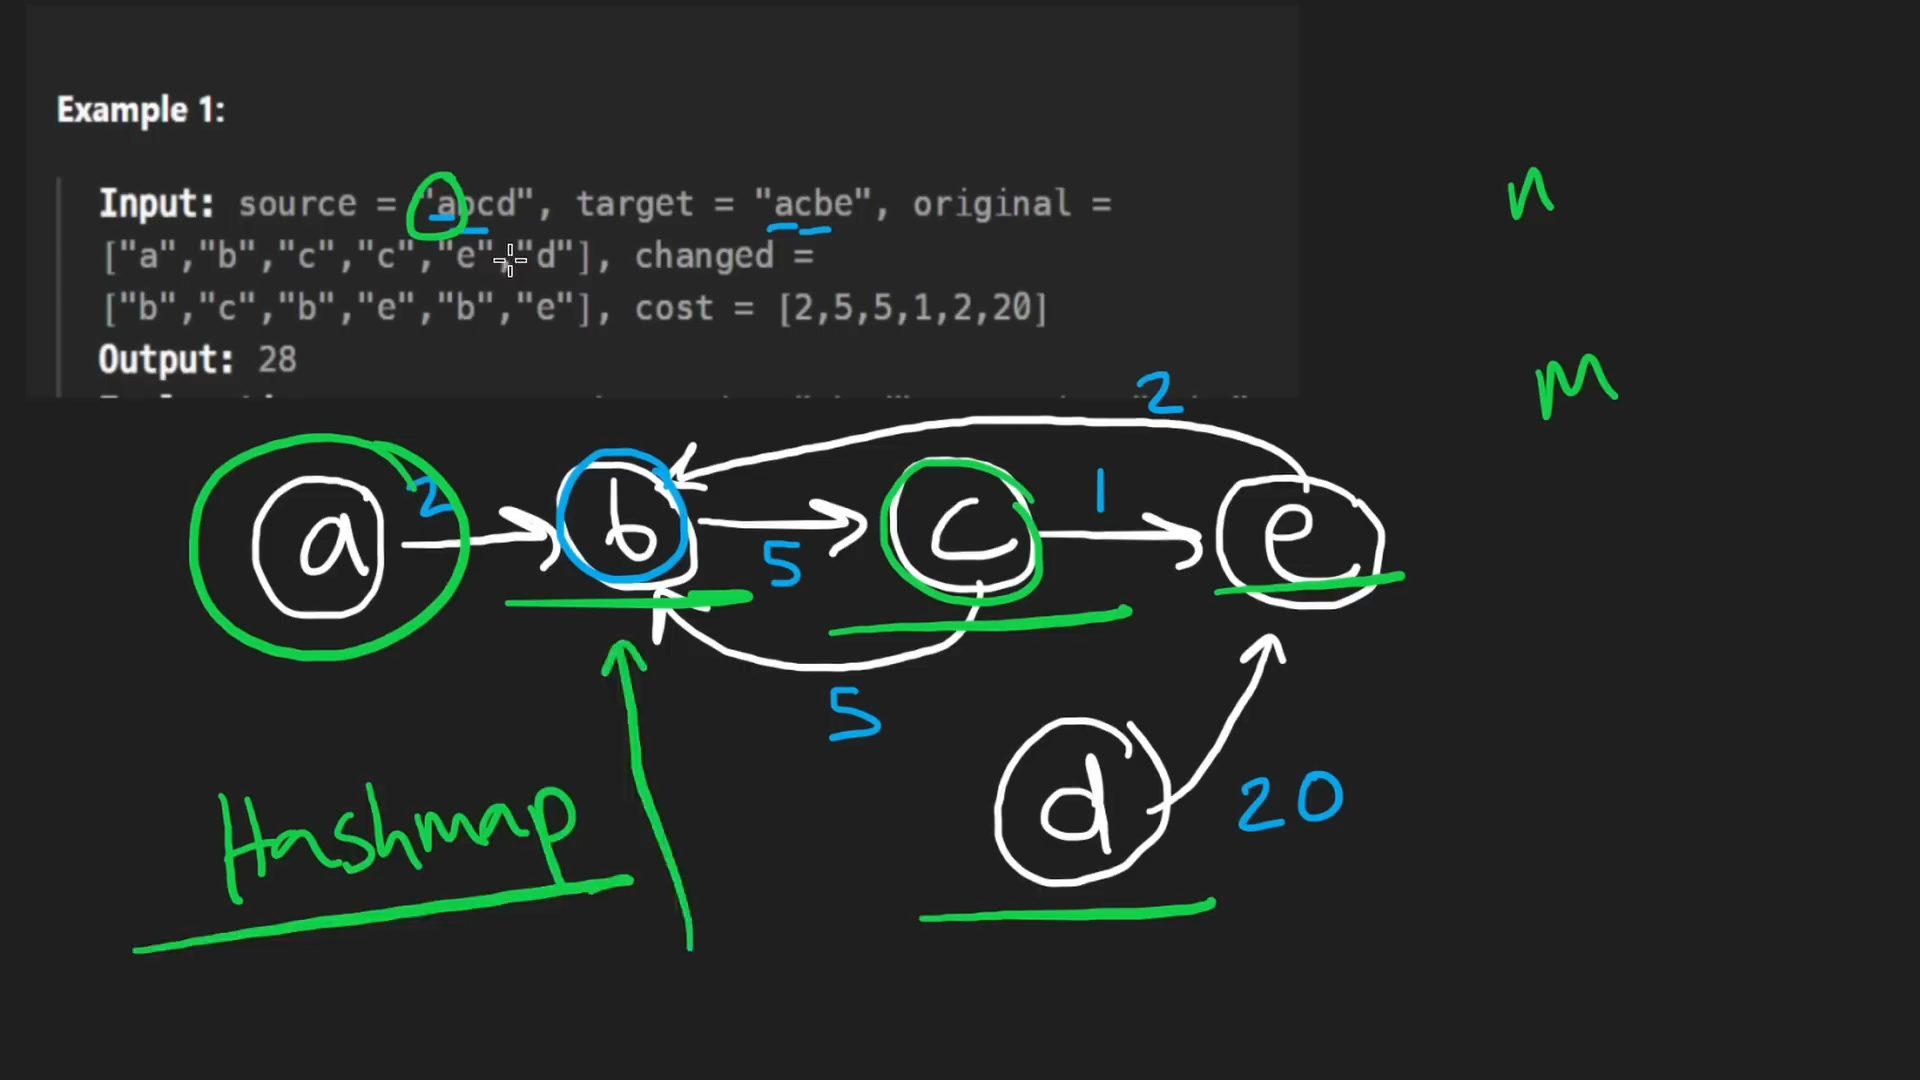 Example 1:
Input: source = "abcd", target = "acbe", original =
["a","b","c","c","e","d"], changed =
["b","c","b","e","b","e"], cost = [2,5,5,1,2,20]
Output: 28
n
m
2
a 2 b 5 c 1 e
5
d 20
Hashmap